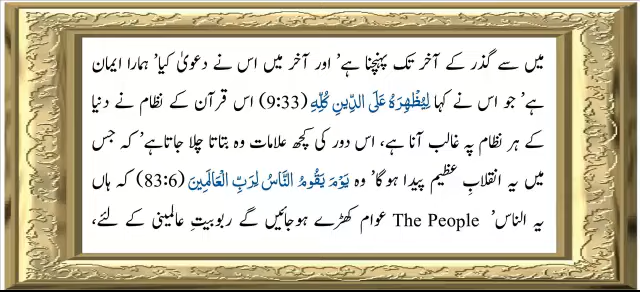 میں سے گذر کے آخر تک پہنچنا ہے’ اور آخر میں اس نے دعویٰ کیا’ ہمارا ایمان
ہے’ جو اس نے کہا لِيُظْهِرَهُ عَلَى الدِّينِ كُلِّهِ (9:33) اس قرآن کے نظام نے دنیا
کے ہر نظام پہ غالب آنا ہے، اس دور کی کچھ علامات وہ بتاتا چلا جاتاہے’ کہ جس
میں یہ انقلابِ عظیم پیدا ہوگا’ وہ يَوْمَ يَقُومُ النَّاسُ لِرَبِّ الْعَالَمِينَ (83:6) کہ ہاں
یہ الناس’ The People عوام کھڑے ہوجائیں گے ربوبیتِ عالمینی کے لئے،